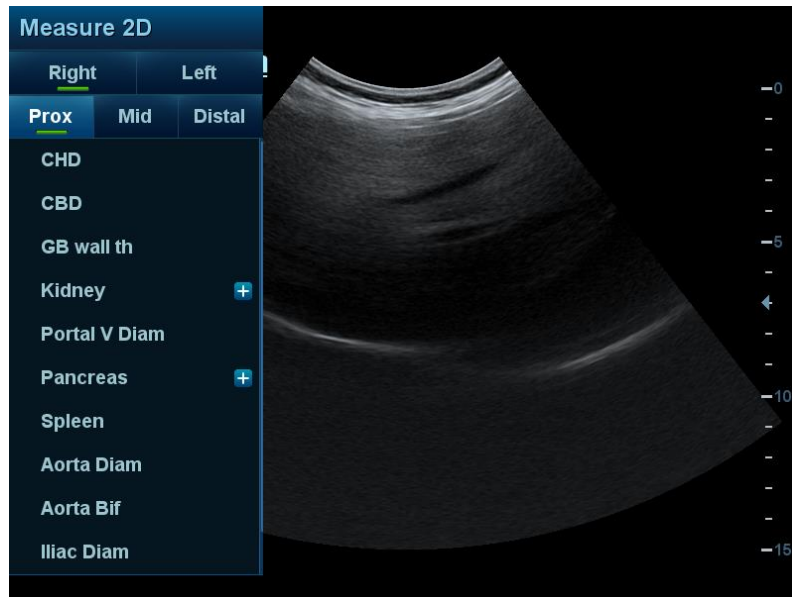 Measure 2D
Right Left
Prox Mid Distal
CHD
CBD
GB wall th
Kidney +
Portal V Diam
Pancreas +
Spleen
Aorta Diam
Aorta Bif
Iliac Diam
0
5
10
15